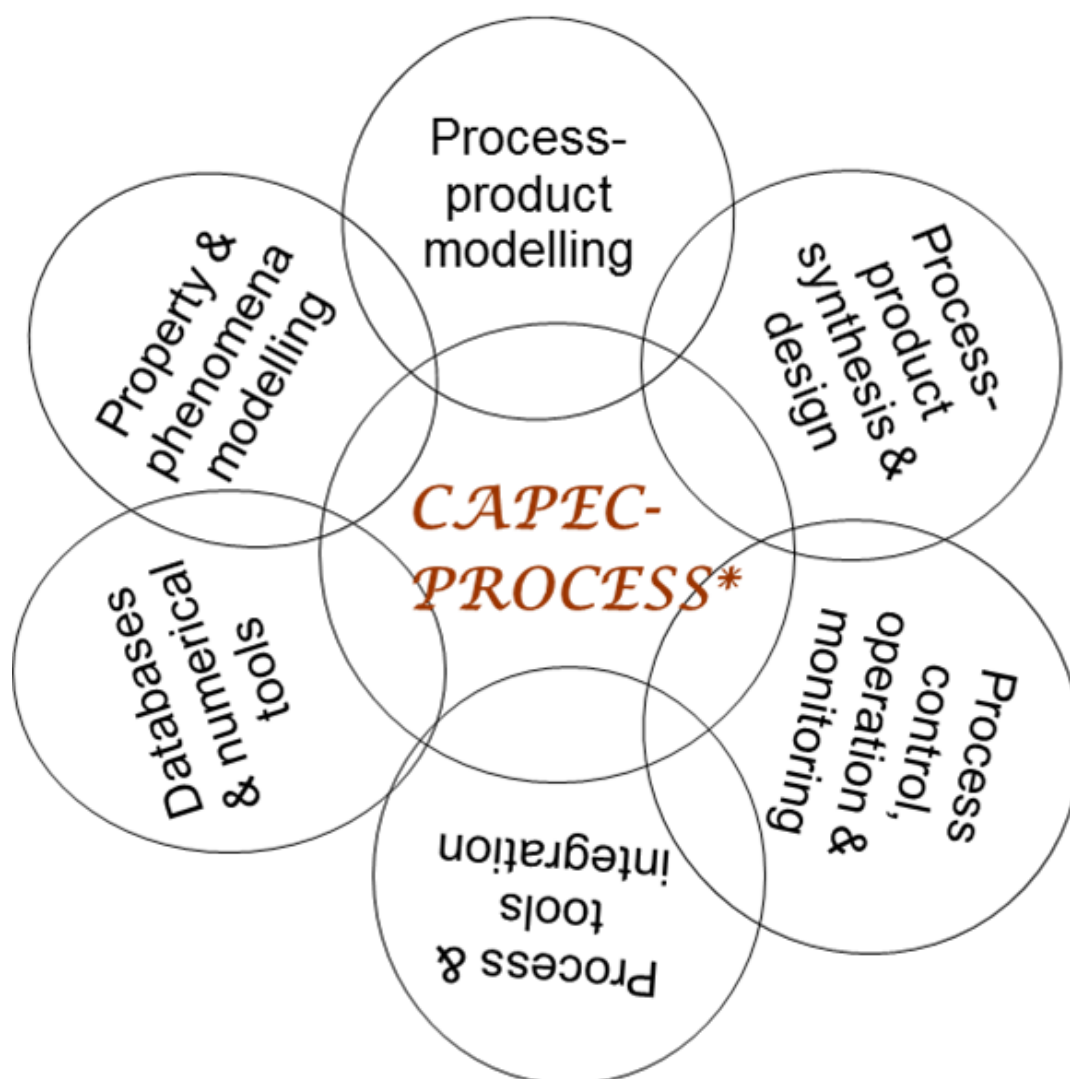 Process-
product
modelling
Process-
product
synthesis &
design
Process
control,
operation &
monitoring
Process &
tools
integration
Databases
& numerical
tools
Property &
phenomena
modelling
CAPEC-
PROCESS*